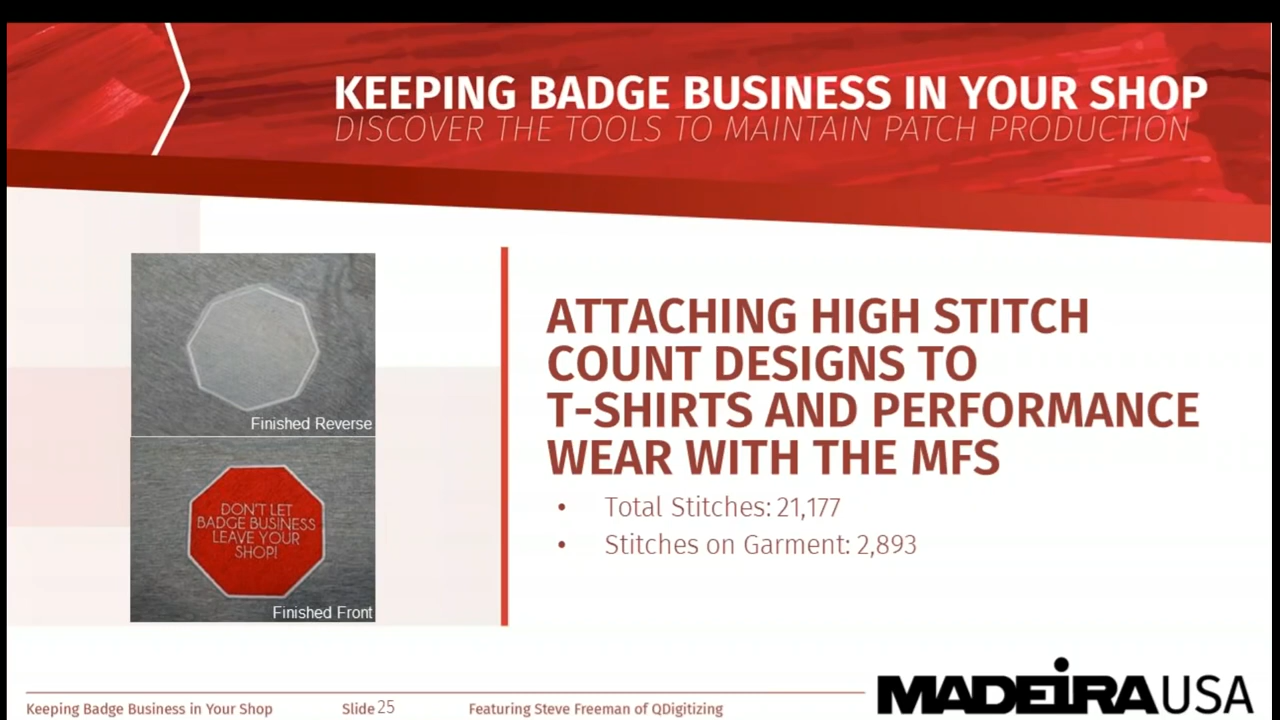 KEEPING BADGE BUSINESS IN YOUR SHOP
DISCOVER THE TOOLS TO MAINTAIN PATCH PRODUCTION
Finished Reverse
DON'T LET
BADGE BUSINESS
LEAVE YOUR
SHOP!
Finished Front
ATTACHING HIGH STITCH
COUNT DESIGNS TO
T-SHIRTS AND PERFORMANCE
WEAR WITH THE MFS
• Total Stitches: 21,177
• Stitches on Garment: 2,893
Keeping Badge Business in Your Shop
Slide 25
Featuring Steve Freeman of QDigitizing
MADEIRA USA